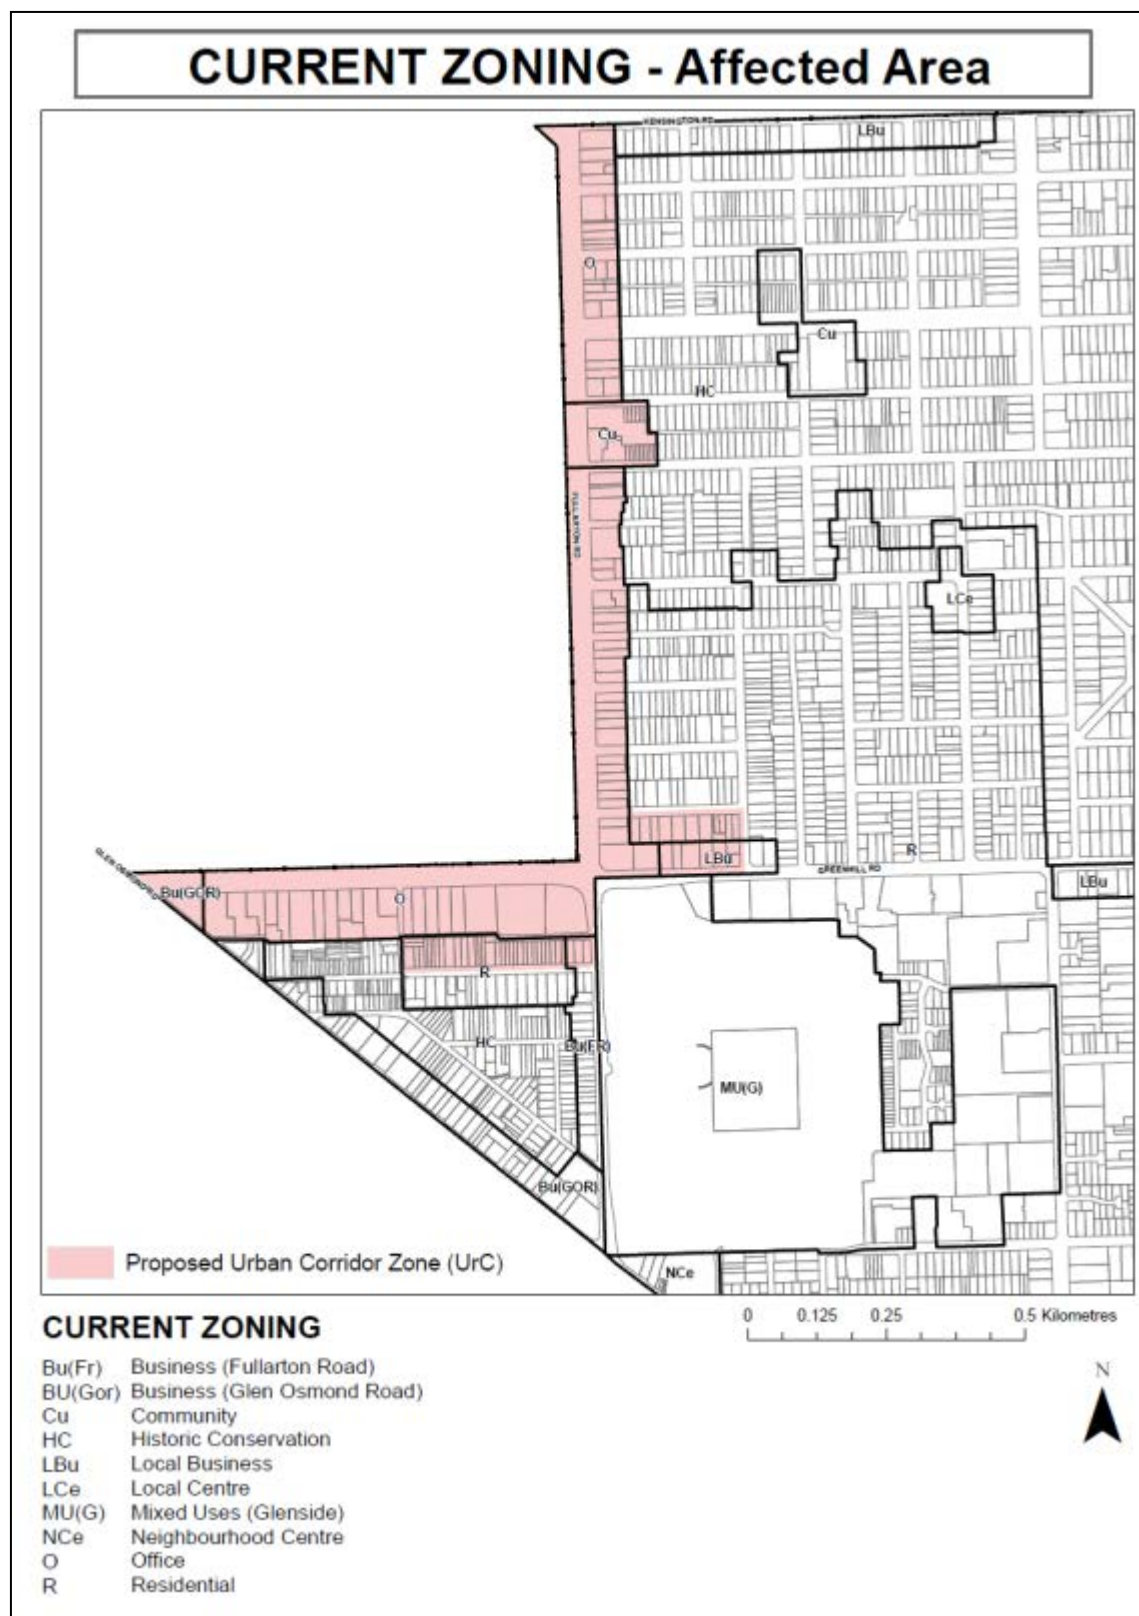 CURRENT ZONING - Affected Area
KENSINGTON RD
LBu
O
Cu
HC
Cu
FULLARTON RD
LCe
LBu
R
GREENHILL RD
LBu
Bu(GOR)
O
R
HC
Bu(FR)
MU(G)
Bu(GOR)
NCe
Proposed Urban Corridor Zone (UrC)
0 0.125 0.25 0.5 Kilometres
N
CURRENT ZONING
Bu(Fr) Business (Fullarton Road)
BU(Gor) Business (Glen Osmond Road)
Cu Community
HC Historic Conservation
LBu Local Business
LCe Local Centre
MU(G) Mixed Uses (Glenside)
NCe Neighbourhood Centre
O Office
R Residential